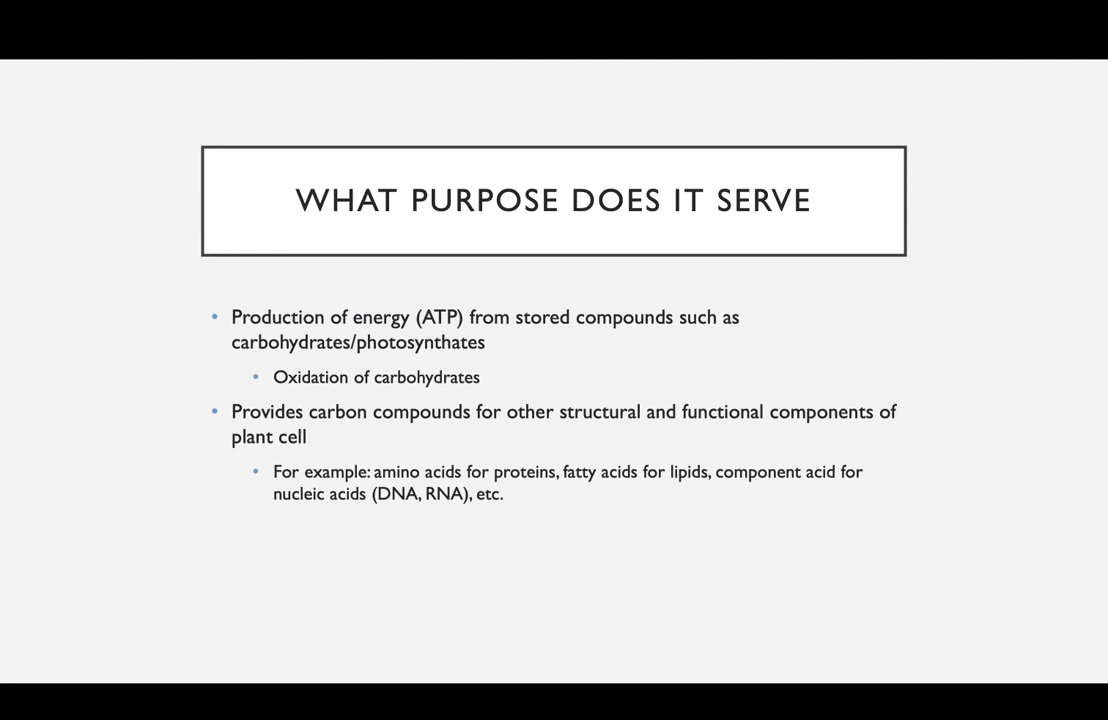 WHAT PURPOSE DOES IT SERVE
• Production of energy (ATP) from stored compounds such as
carbohydrates/photosynthates
• Oxidation of carbohydrates
• Provides carbon compounds for other structural and functional components of
plant cell
• For example: amino acids for proteins, fatty acids for lipids, component acid for
nucleic acids (DNA, RNA), etc.